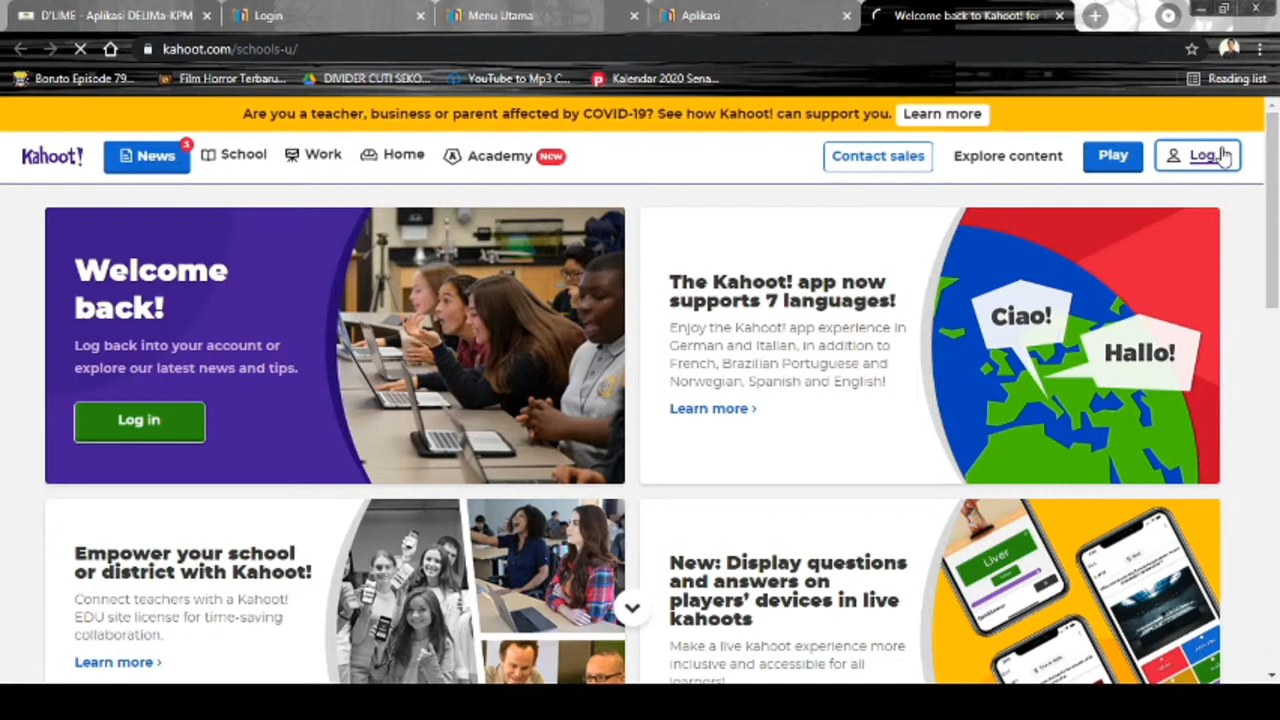 D'LIME - Aplikasi DELIMa-KPM
Login
Menu Utama
Aplikasi
Welcome back to Kahoot! for
kahoot.com/schools-u/
Boruto Episode 79...
Film Horror Terbaru...
DIVIDER CUTI SEKO...
YouTube to Mp3 C...
Kalendar 2020 Sena...
Reading list
Are you a teacher, business or parent affected by COVID-19? See how Kahoot! can support you.
Learn more
Kahoot!
News
3
School
Work
Home
Academy
New
Contact sales
Explore content
Play
Log
Welcome
back!
Log back into your account or
explore our latest news and tips.
Log in
The Kahoot! app now
supports 7 languages!
Enjoy the Kahoot! app experience in
German and Italian, in addition to
French, Brazilian Portuguese and
Norwegian, Spanish and English!
Learn more ›
Ciao!
Hallo!
Empower your school
or district with Kahoot!
Connect teachers with a Kahoot!
EDU site license for time-saving
collaboration.
Learn more ›
New: Display questions
and answers on
players' devices in live
kahoots
Make a live kahoot experience more
inclusive and accessible for all
learners!
Liver